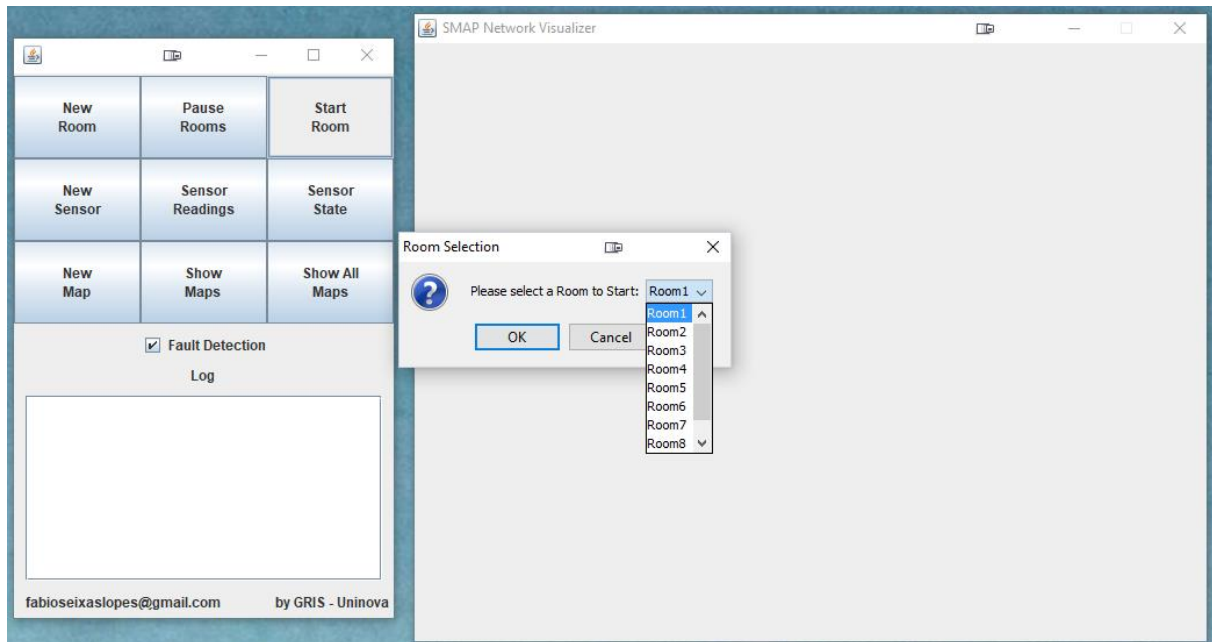 SMAP Network Visualizer
New
Room
Pause
Rooms
Start
Room
New
Sensor
Sensor
Readings
Sensor
State
New
Map
Show
Maps
Show All
Maps
Fault Detection
Log
fabioseixaslopes@gmail.com
by GRIS - Uninova
Room Selection
Please select a Room to Start:
Room1
Room1
Room2
Room3
Room4
Room5
Room6
Room7
Room8
OK
Cancel